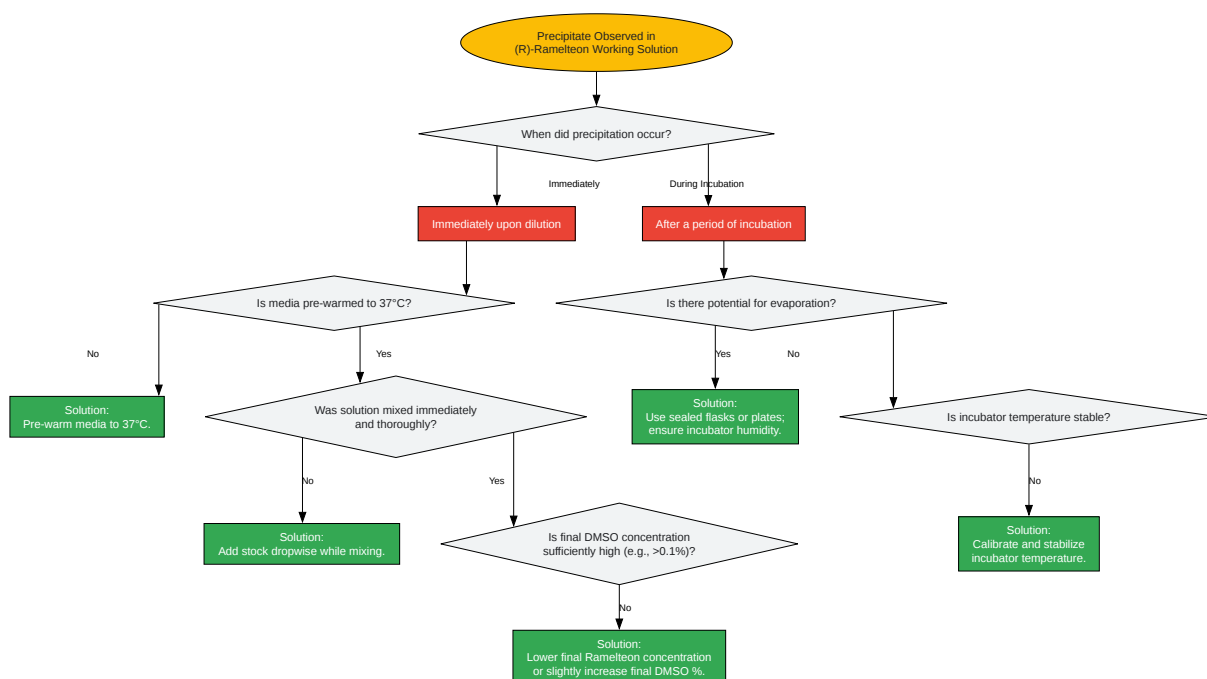 Precipitate Observed in
(R)-Ramelteon Working Solution
When did precipitation occur?
Immediately
During Incubation
Immediately upon dilution
After a period of incubation
Is media pre-warmed to 37°C?
Is there potential for evaporation?
No
Yes
Yes
No
Solution:
Pre-warm media to 37°C.
Was solution mixed immediately
and thoroughly?
Solution:
Use sealed flasks or plates;
ensure incubator humidity.
Is incubator temperature stable?
No
Yes
No
Solution:
Add stock dropwise while mixing.
Is final DMSO concentration
sufficiently high (e.g., >0.1%)?
Solution:
Calibrate and stabilize
incubator temperature.
No
Solution:
Lower final Ramelteon concentration
or slightly increase final DMSO %.